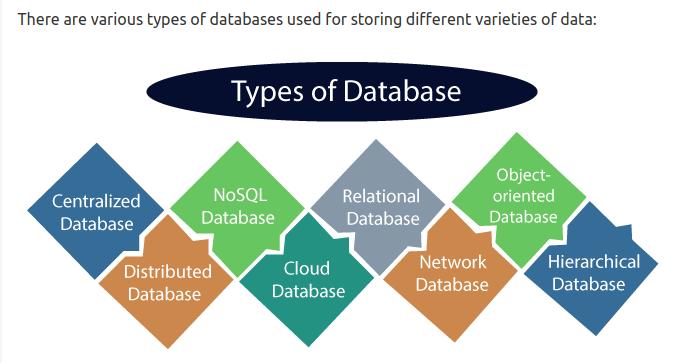 There are various types of databases used for storing different varieties of data:
Types of Database
Centralized
Database
Distributed
Database
NoSQL
Database
Cloud
Database
Relational
Database
Network
Database
Object-
oriented
Database
Hierarchical
Database